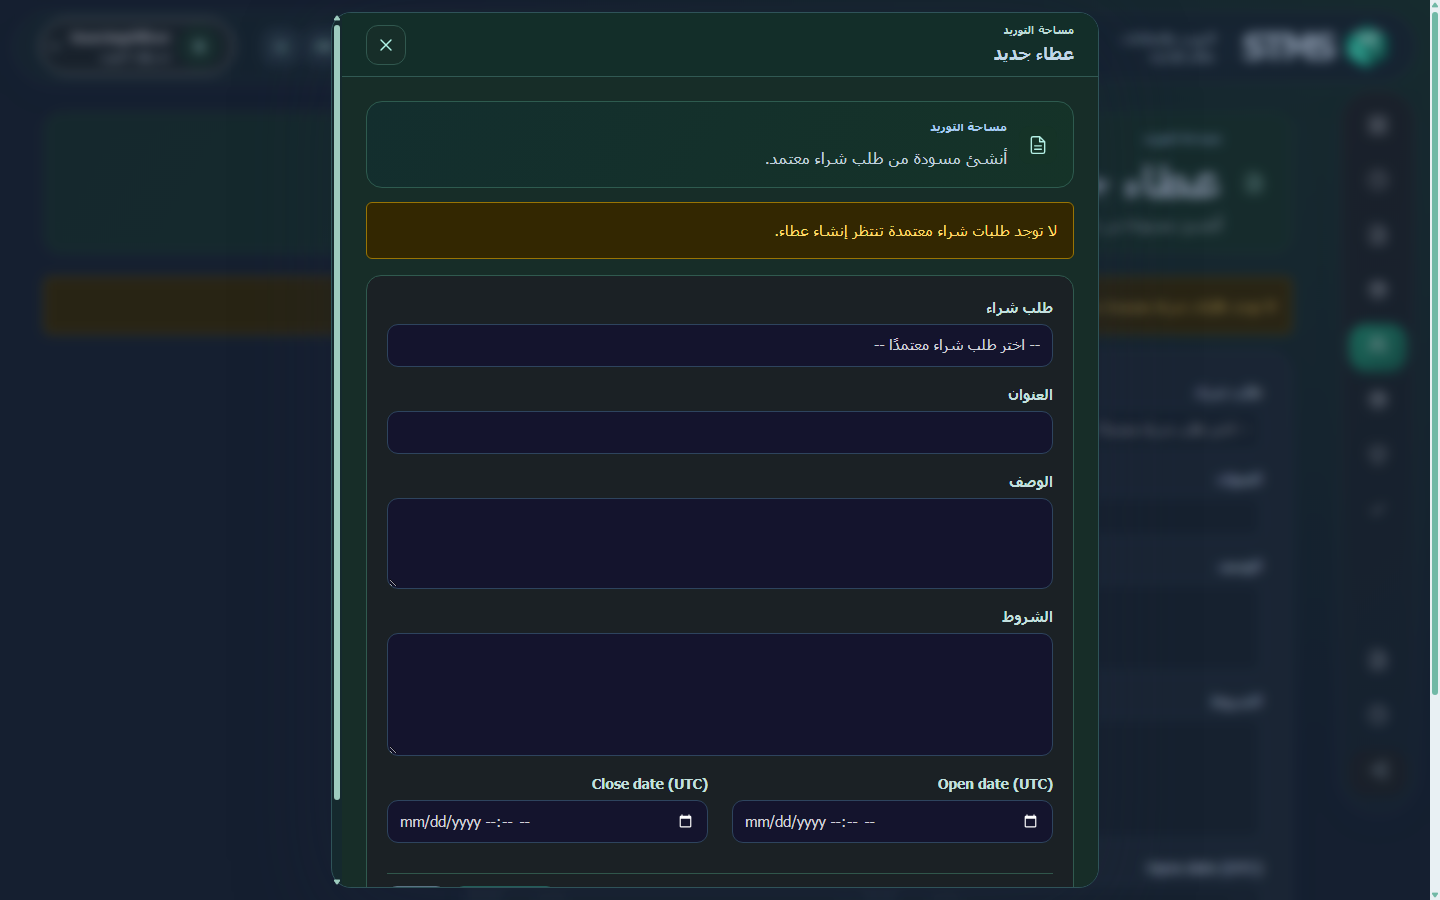 مساحة التوريد
عطاء جديد
مساحة التوريد
أنشئ مسودة من طلب شراء معتمد.
لا توجد طلبات شراء معتمدة تنتظر إنشاء عطاء.
طلب شراء
-- اختر طلب شراء معتمدًا --
العنوان
الوصف
الشروط
Open date (UTC)
Close date (UTC)
mm/dd/yyyy --:-- --
mm/dd/yyyy --:-- --
STMS